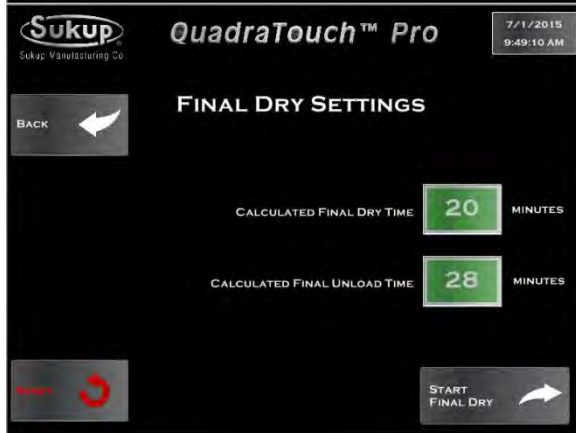 Sukup
Sukup Manufacturing Co.
QuadraTouch™ Pro
7/1/2015
9:49:10 AM
BACK
FINAL DRY SETTINGS
CALCULATED FINAL DRY TIME 20 MINUTES
CALCULATED FINAL UNLOAD TIME 28 MINUTES
START
FINAL DRY